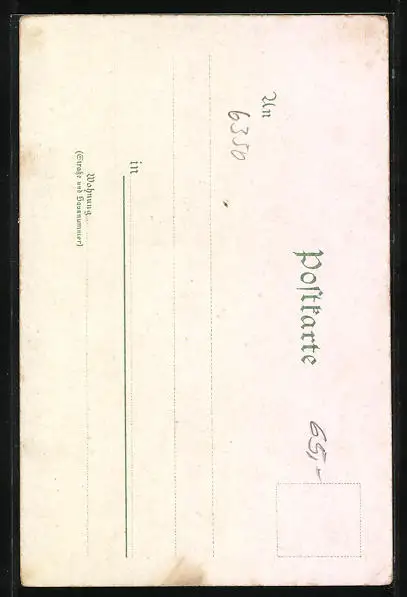 Postkarte
65,-
An
6350
in
Wohnung
(Straße und Hausnummer)